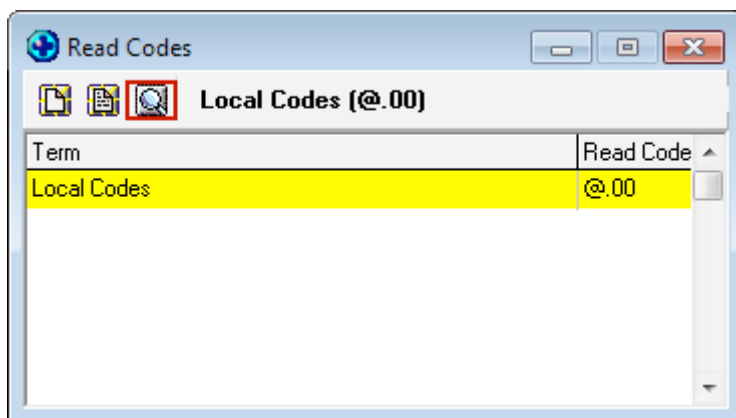 Read Codes
Local Codes (@.00)
Term Read Code
Local Codes @.00